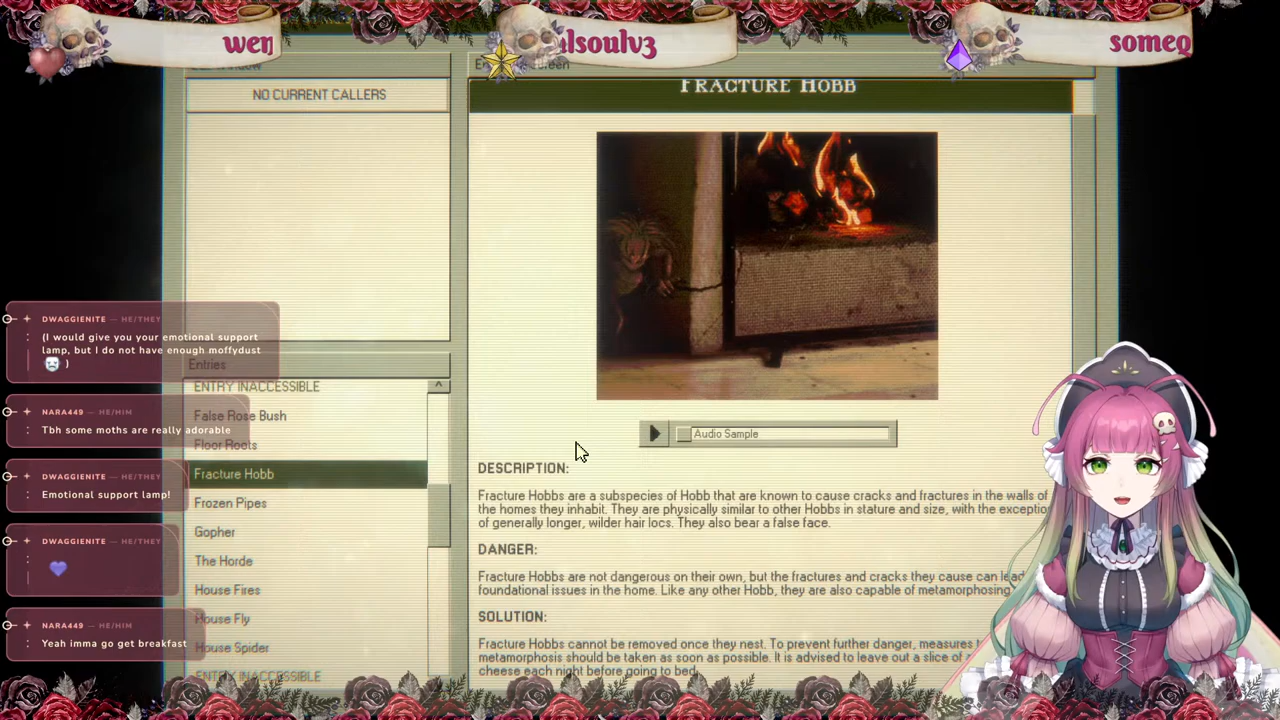 wen
lsoulv3
someo
NO CURRENT CALLERS
Entries
ENTRY INACCESSIBLE
False Rose Bush
Floor Roots
Fracture Hobb
Frozen Pipes
Gopher
The Horde
House Fires
House Fly
House Spider
ENTRY INACCESSIBLE
FRACTURE HOBB
Audio Sample
DESCRIPTION:
Fracture Hobbs are a subspecies of Hobb that are known to cause cracks and fractures in the walls of
the homes they inhabit. They are physically similar to other Hobbs in stature and size, with the exceptio
of generally longer, wilder hair locs. They also bear a false face.
DANGER:
Fracture Hobbs are not dangerous on their own, but the fractures and cracks they cause can lead
foundational issues in the home. Like any other Hobb, they are also capable of metamorphosing
SOLUTION:
Fracture Hobbs cannot be removed once they nest. To prevent further danger, measures t
metamorphosis should be taken as soon as possible. It is advised to leave out a slice of
cheese each night before going to bed.
DWAGGIENITE — HE/THEY
(I would give you your emotional support
lamp, but I do not have enough moffydust
)
NARA449 — HE/HIM
Tbh some moths are really adorable
DWAGGIENITE — HE/THEY
Emotional support lamp!
DWAGGIENITE — HE/THEY
NARA449 — HE/HIM
Yeah imma go get breakfast